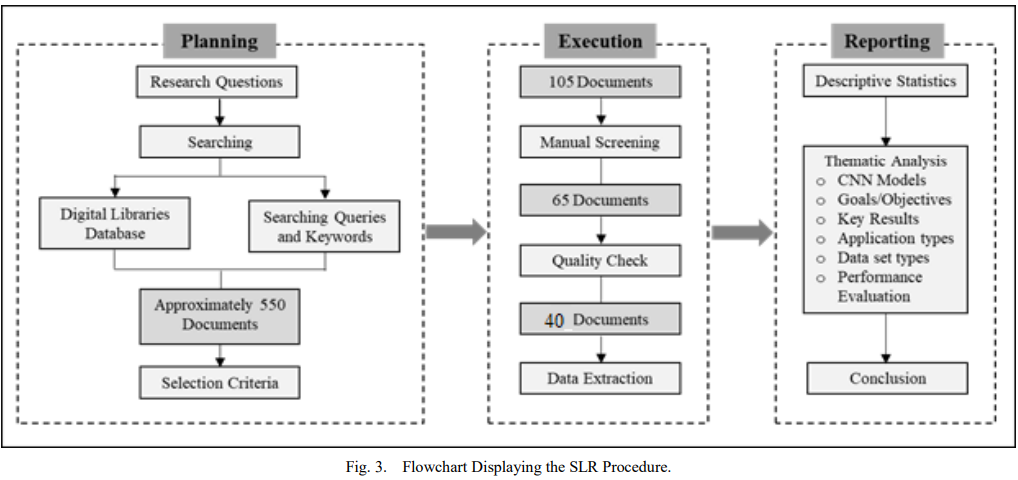 Planning
Research Questions
Searching
Digital Libraries
Database
Searching Queries
and Keywords
Approximately 550
Documents
Selection Criteria
Execution
105 Documents
Manual Screening
65 Documents
Quality Check
40 Documents
Data Extraction
Reporting
Descriptive Statistics
Thematic Analysis
o CNN Models
o Goals/Objectives
o Key Results
o Application types
o Data set types
o Performance
Evaluation
Conclusion
Fig. 3. Flowchart Displaying the SLR Procedure.